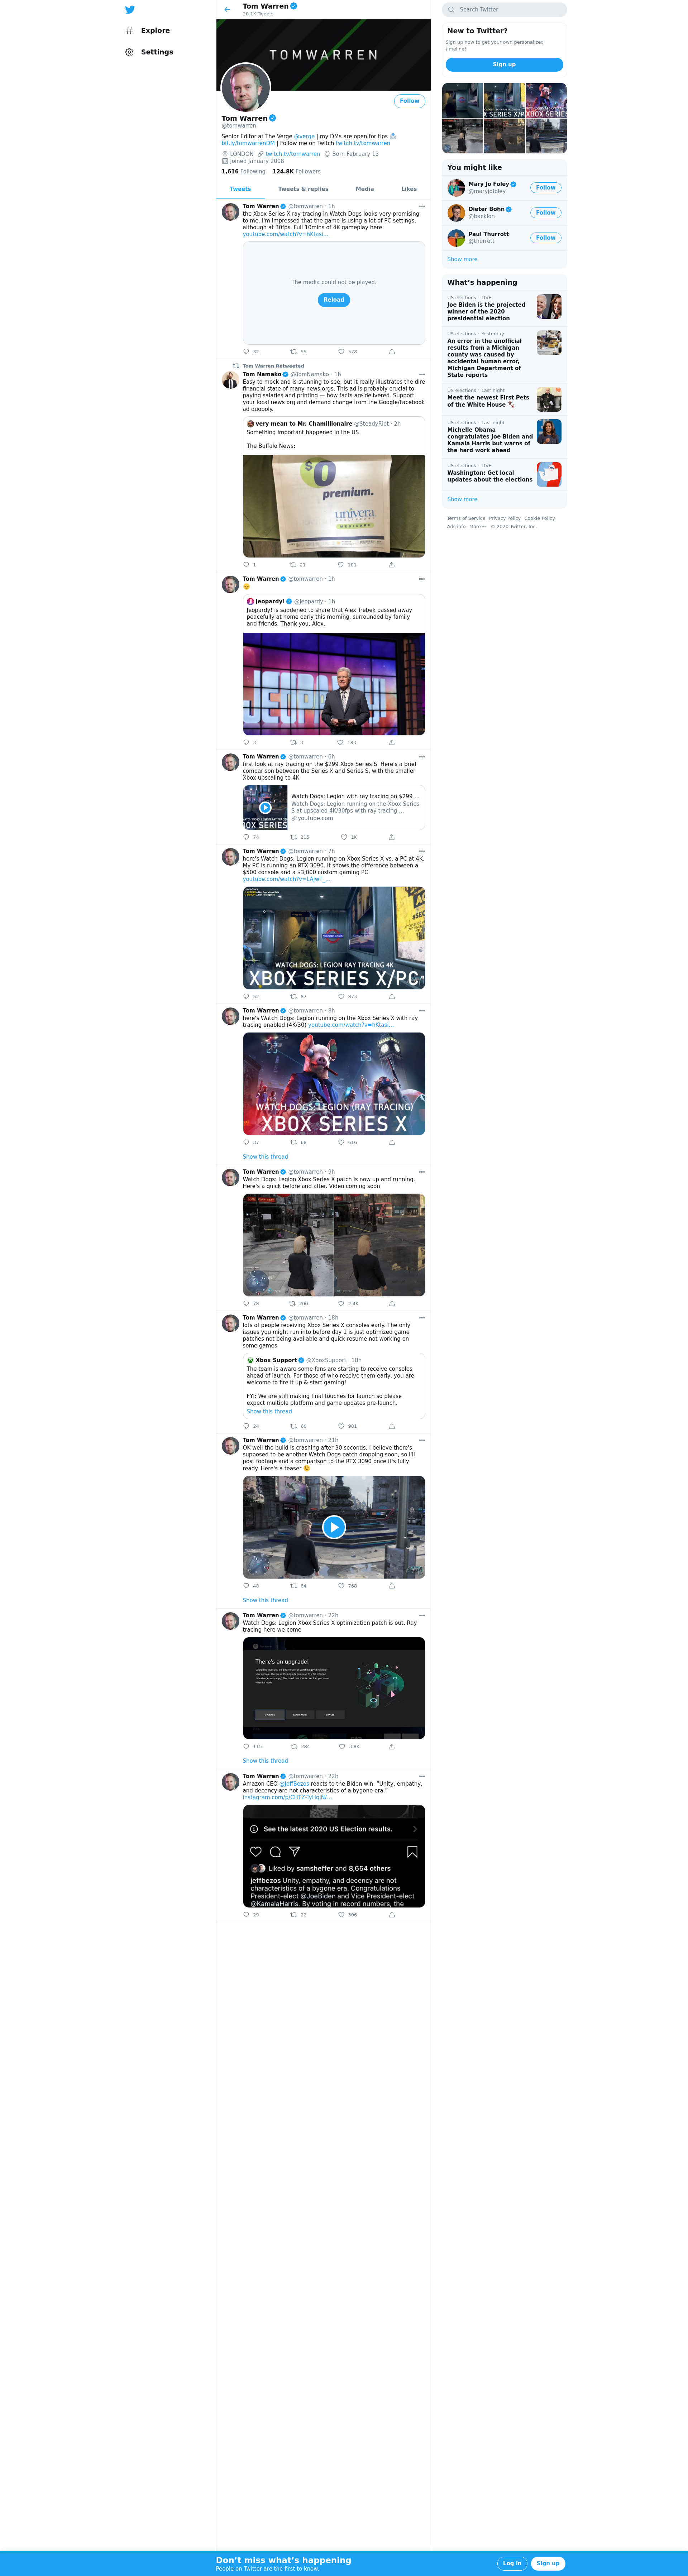 Explore
Settings
Tom Warren
20.1K Tweets
TOMWARREN
Follow
Tom Warren
@tomwarren
Senior Editor at The Verge @verge | my DMs are open for tips
bit.ly/tomwarrenDM | Follow me on Twitch twitch.tv/tomwarren
LONDON twitch.tv/tomwarren Born February 13
Joined January 2008
1,616 Following 124.8K Followers
Tweets Tweets & replies Media Likes
Tom Warren @tomwarren · 1h
the Xbox Series X ray tracing in Watch Dogs looks very promising
to me. I'm impressed that the game is using a lot of PC settings,
although at 30fps. Full 10mins of 4K gameplay here:
The media could not be played.
Reload
32 55 578
Tom Warren Retweeted
Tom Namako @TomNamako · 1h
Easy to mock and is stunning to see, but it really illustrates the dire
financial state of many news orgs. This ad is probably crucial to
paying salaries and printing — how facts are delivered. Support
your local news org and demand change from the Google/Facebook
ad duopoly.
very mean to Mr. Chamillionaire @SteadyRiot · 2h
Something important happened in the US
The Buffalo News:
$0
premium.
univera
1 21 101
Tom Warren @tomwarren · 1h
Jeopardy! @Jeopardy · 1h
Jeopardy! is saddened to share that Alex Trebek passed away
peacefully at home early this morning, surrounded by family
and friends. Thank you, Alex.
JEOPARDY
3 3 183
Tom Warren @tomwarren · 6h
first look at ray tracing on the $299 Xbox Series S. Here's a brief
comparison between the Series X and Series S, with the smaller
Xbox upscaling to 4K
Watch Dogs: Legion with ray tracing on $299 ...
Watch Dogs: Legion running on the Xbox Series
S at upscaled 4K/30fps with ray tracing ...
youtube.com
74 215 1K
Tom Warren @tomwarren · 7h
here's Watch Dogs: Legion running on Xbox Series X vs. a PC at 4K.
My PC is running an RTX 3090. It shows the difference between a
$500 console and a $3,000 custom gaming PC
WATCH DOGS: LEGION RAY TRACING 4K
XBOX SERIES X/PC
52 87 873
Tom Warren @tomwarren · 8h
here's Watch Dogs: Legion running on the Xbox Series X with ray
tracing enabled (4K/30)
WATCH DOGS: LEGION (RAY TRACING)
XBOX SERIES X
37 68 616
Show this thread
Tom Warren @tomwarren · 9h
Watch Dogs: Legion Xbox Series X patch is now up and running.
Here's a quick before and after. Video coming soon
78 200 2.4K
Tom Warren @tomwarren · 18h
lots of people receiving Xbox Series X consoles early. The only
issues you might run into before day 1 is just optimized game
patches not being available and quick resume not working on
some games
Xbox Support @XboxSupport · 18h
The team is aware some fans are starting to receive consoles
ahead of launch. For those of who receive them early, you are
welcome to fire it up & start gaming!
FYI: We are still making final touches for launch so please
expect multiple platform and game updates pre-launch.
Show this thread
24 60 981
Tom Warren @tomwarren · 21h
OK well the build is crashing after 30 seconds. I believe there's
supposed to be another Watch Dogs patch dropping soon, so I'll
post footage and a comparison to the RTX 3090 once it's fully
ready. Here's a teaser
48 64 768
Show this thread
Tom Warren @tomwarren · 22h
Watch Dogs: Legion Xbox Series X optimization patch is out. Ray
tracing here we come
There's an upgrade!
115 284 3.8K
Show this thread
Tom Warren @tomwarren · 22h
Amazon CEO @JeffBezos reacts to the Biden win. "Unity, empathy,
and decency are not characteristics of a bygone era."
See the latest 2020 US Election results.
Liked by samsheffer and 8,654 others
jeffbezos Unity, empathy, and decency are not
characteristics of a bygone era. Congratulations
President-elect @JoeBiden and Vice President-elect
@KamalaHarris. By voting in record numbers, the
29 22 308
Search Twitter
New to Twitter?
Sign up now to get your own personalized
timeline!
Sign up
You might like
Mary Jo Foley
@maryjofoley
Follow
Dieter Bohn
@backlon
Follow
Paul Thurrott
@thurrott
Follow
Show more
What's happening
US elections · LIVE
Joe Biden is the projected
winner of the 2020
presidential election
US elections · Yesterday
An error in the unofficial
results from a Michigan
county was caused by
accidental human error,
Michigan Department of
State reports
US elections · Last night
Meet the newest First Pets
of the White House
US elections · Last night
Michelle Obama
congratulates Joe Biden and
Kamala Harris but warns of
the hard work ahead
US elections · LIVE
Washington: Get local
updates about the elections
Show more
Terms of Service Privacy Policy Cookie Policy
Ads info More © 2020 Twitter, Inc.
Don't miss what's happening
People on Twitter are the first to know.
Log in
Sign up